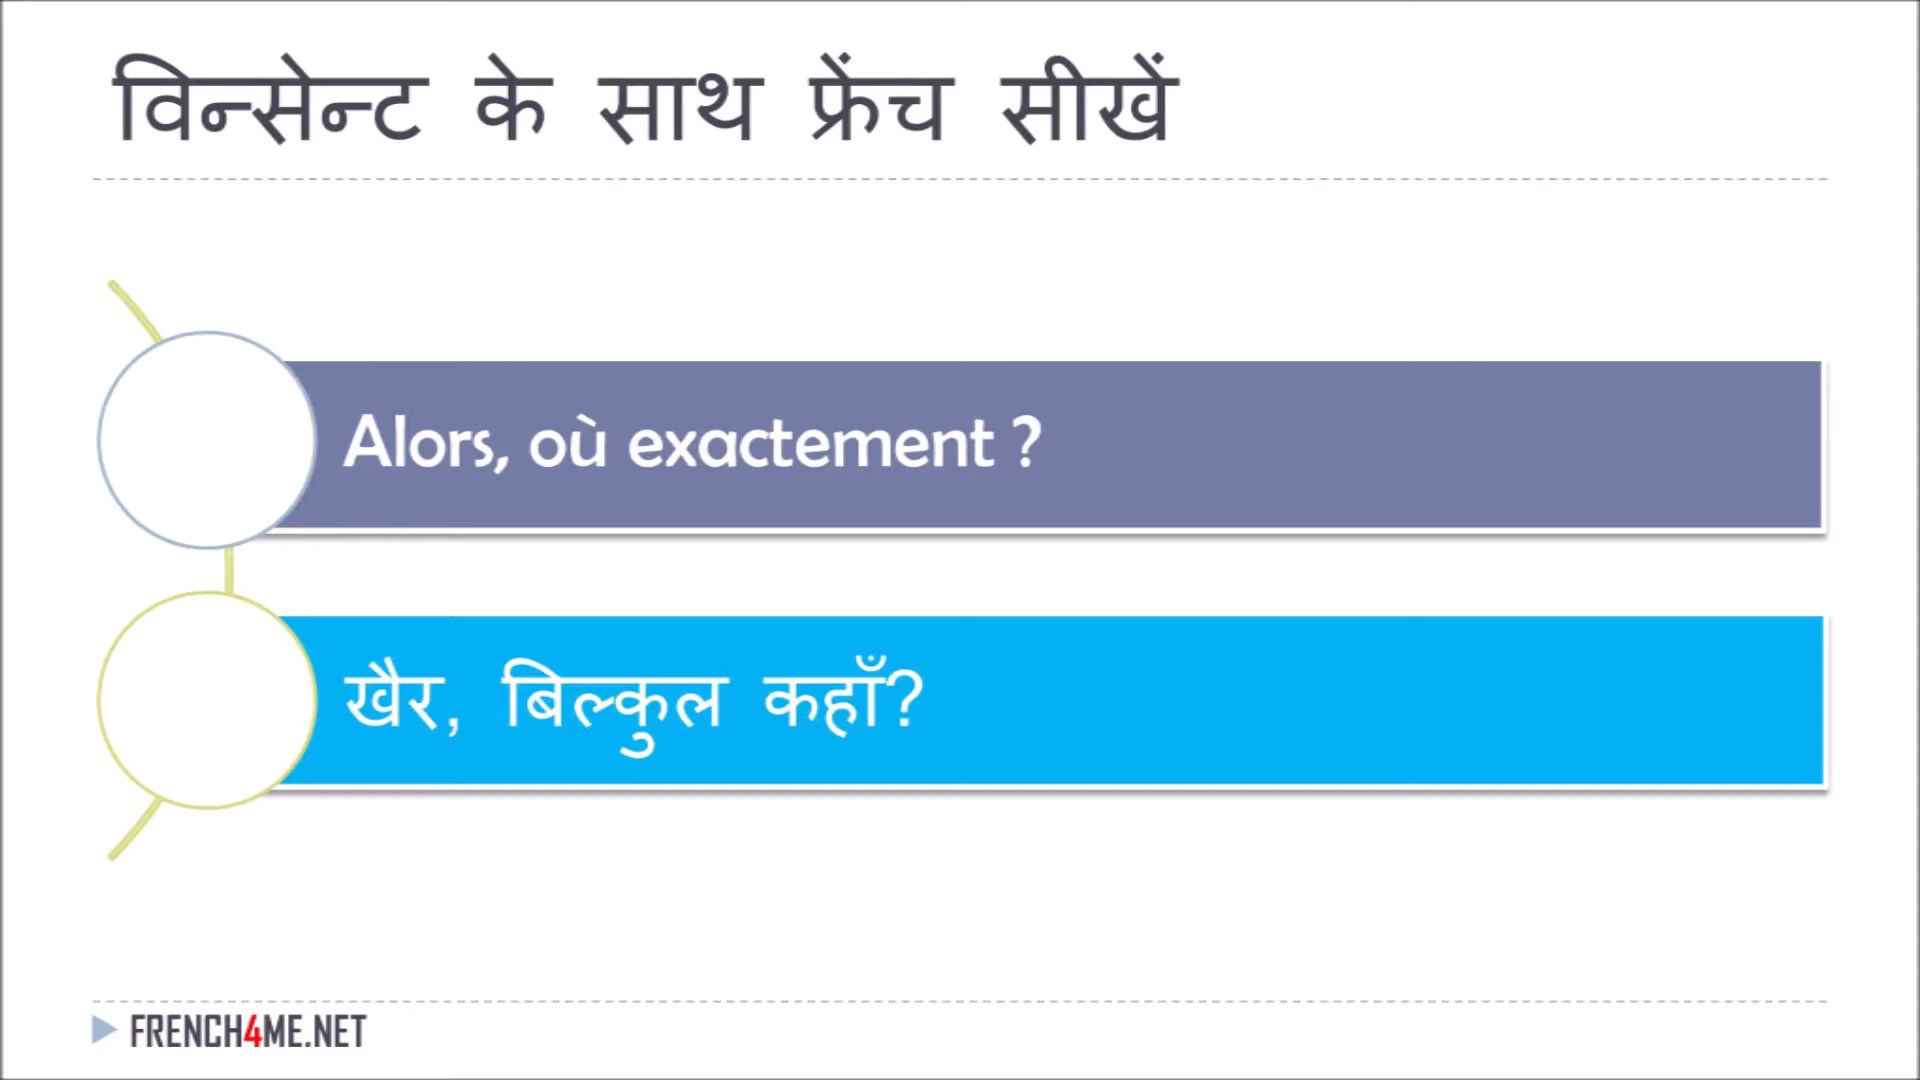 विन्सेन्ट के साथ फ्रेंच सीखें
Alors, où exactement ?
खैर, बिल्कुल कहाँ?
FRENCH4ME.NET